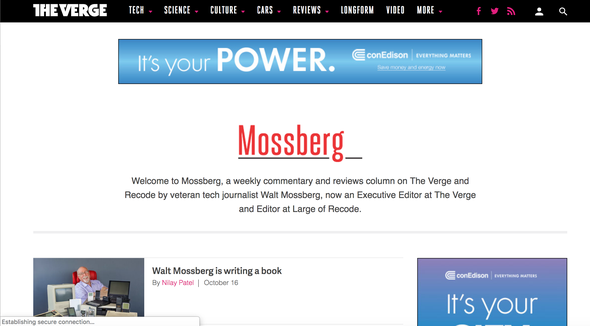 THE VERGE TECH SCIENCE CULTURE CARS REVIEWS LONGFORM VIDEO MORE
It's your POWER. conEdison EVERYTHING MATTERS
Save money and energy now
Mossberg
Welcome to Mossberg, a weekly commentary and reviews column on The Verge and
Recode by veteran tech journalist Walt Mossberg, now an Executive Editor at The Verge
and Editor at Large of Recode.
Walt Mossberg is writing a book
By Nilay Patel | October 16
conEdison EVERYTHING MATTERS
It's your
Establishing secure connection...